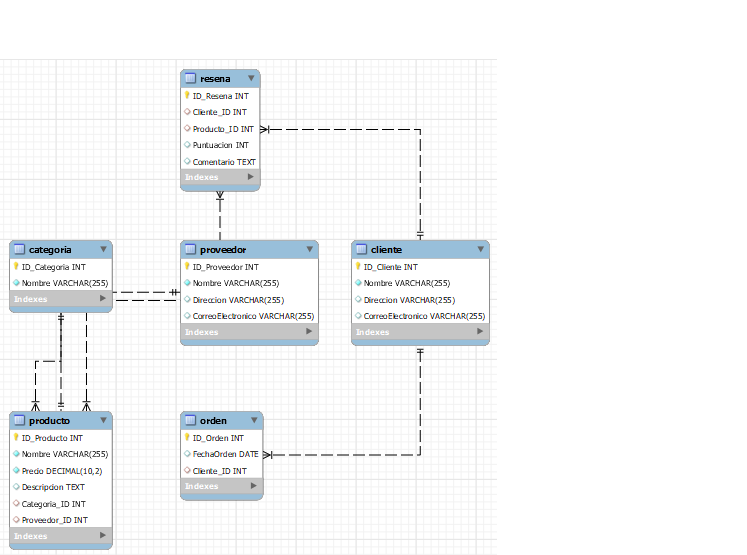 resena
ID_Resena INT
Cliente_ID INT
Producto_ID INT
Puntuacion INT
Comentario TEXT
Indexes
categoria
ID_Categoria INT
Nombre VARCHAR(255)
Indexes
proveedor
ID_Proveedor INT
Nombre VARCHAR(255)
Direccion VARCHAR(255)
CorreoElectronico VARCHAR(255)
Indexes
cliente
ID_Cliente INT
Nombre VARCHAR(255)
Direccion VARCHAR(255)
CorreoElectronico VARCHAR(255)
Indexes
producto
ID_Producto INT
Nombre VARCHAR(255)
Precio DECIMAL(10,2)
Descripcion TEXT
Categoria_ID INT
Proveedor_ID INT
Indexes
orden
ID_Orden INT
FechaOrden DATE
Cliente_ID INT
Indexes